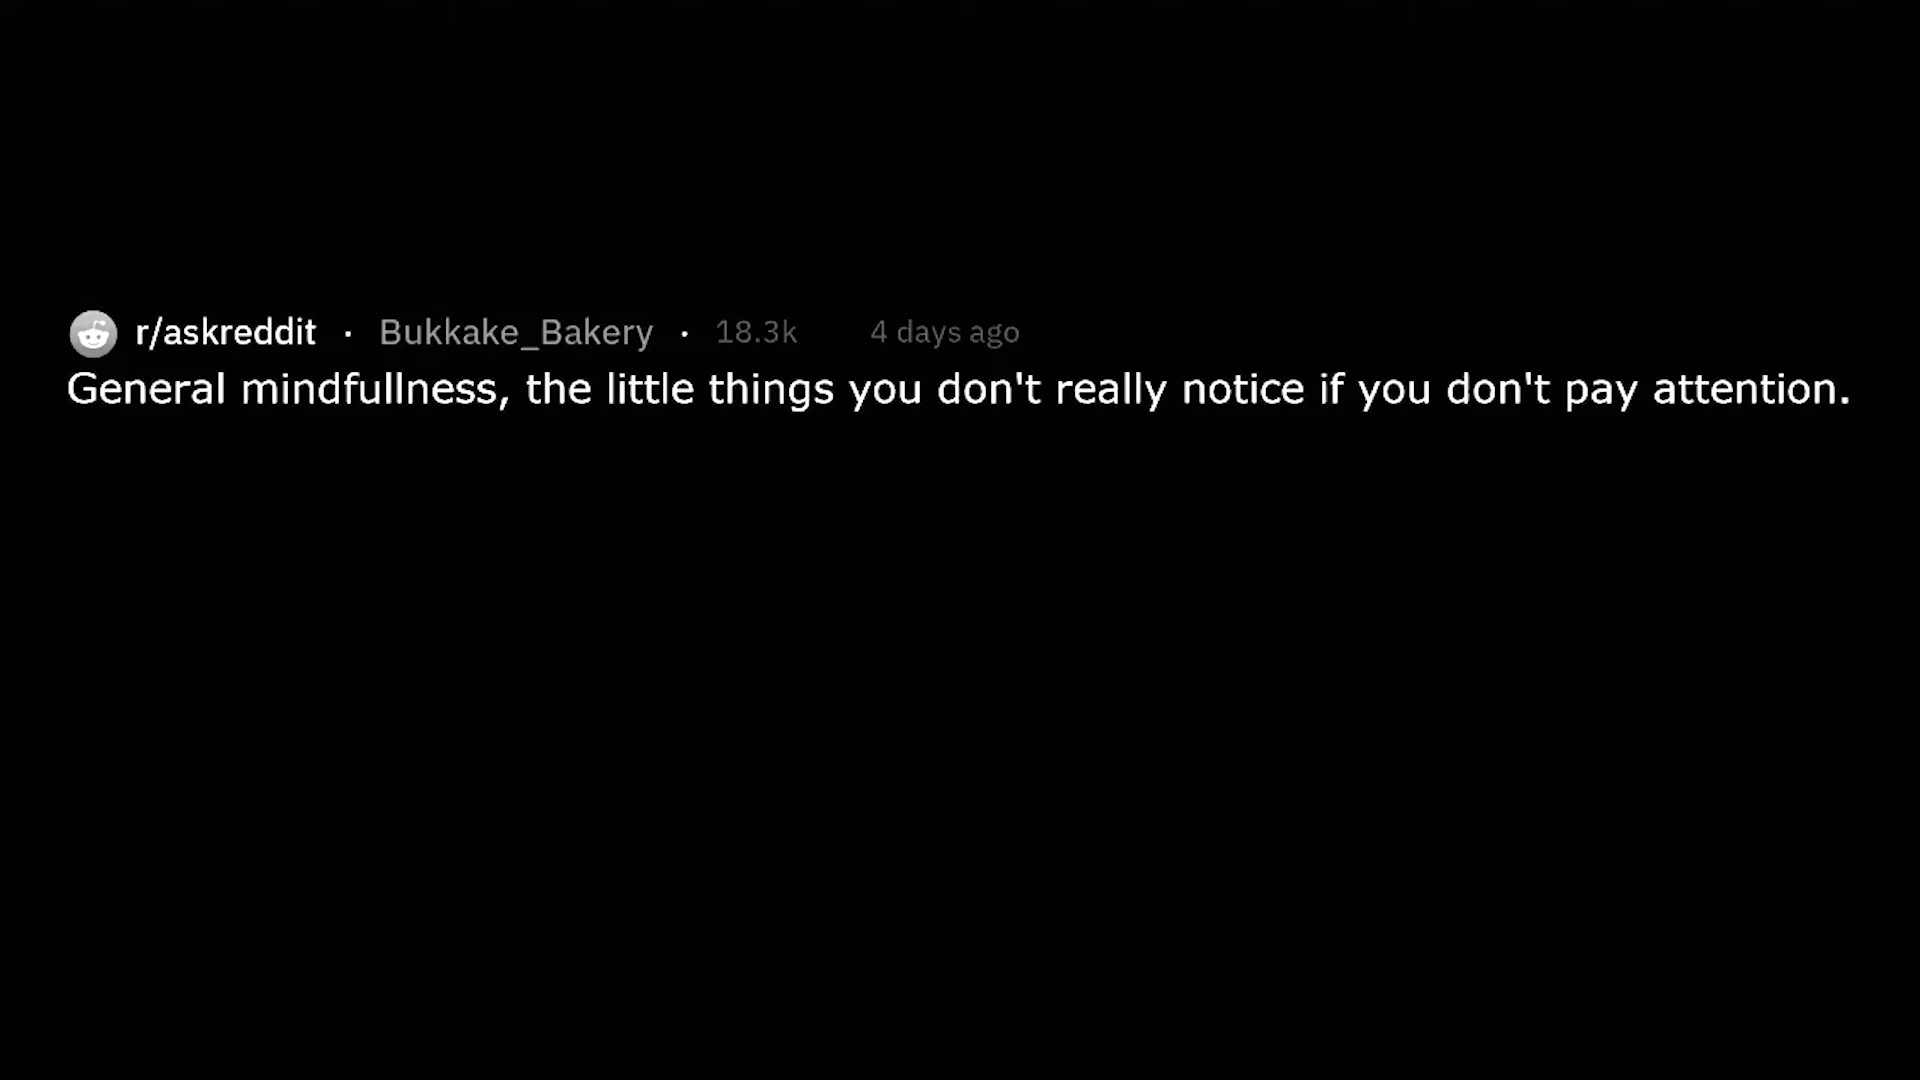 r/askreddit · Bukkake_Bakery · 18.3k 4 days ago
General mindfullness, the little things you don't really notice if you don't pay attention.